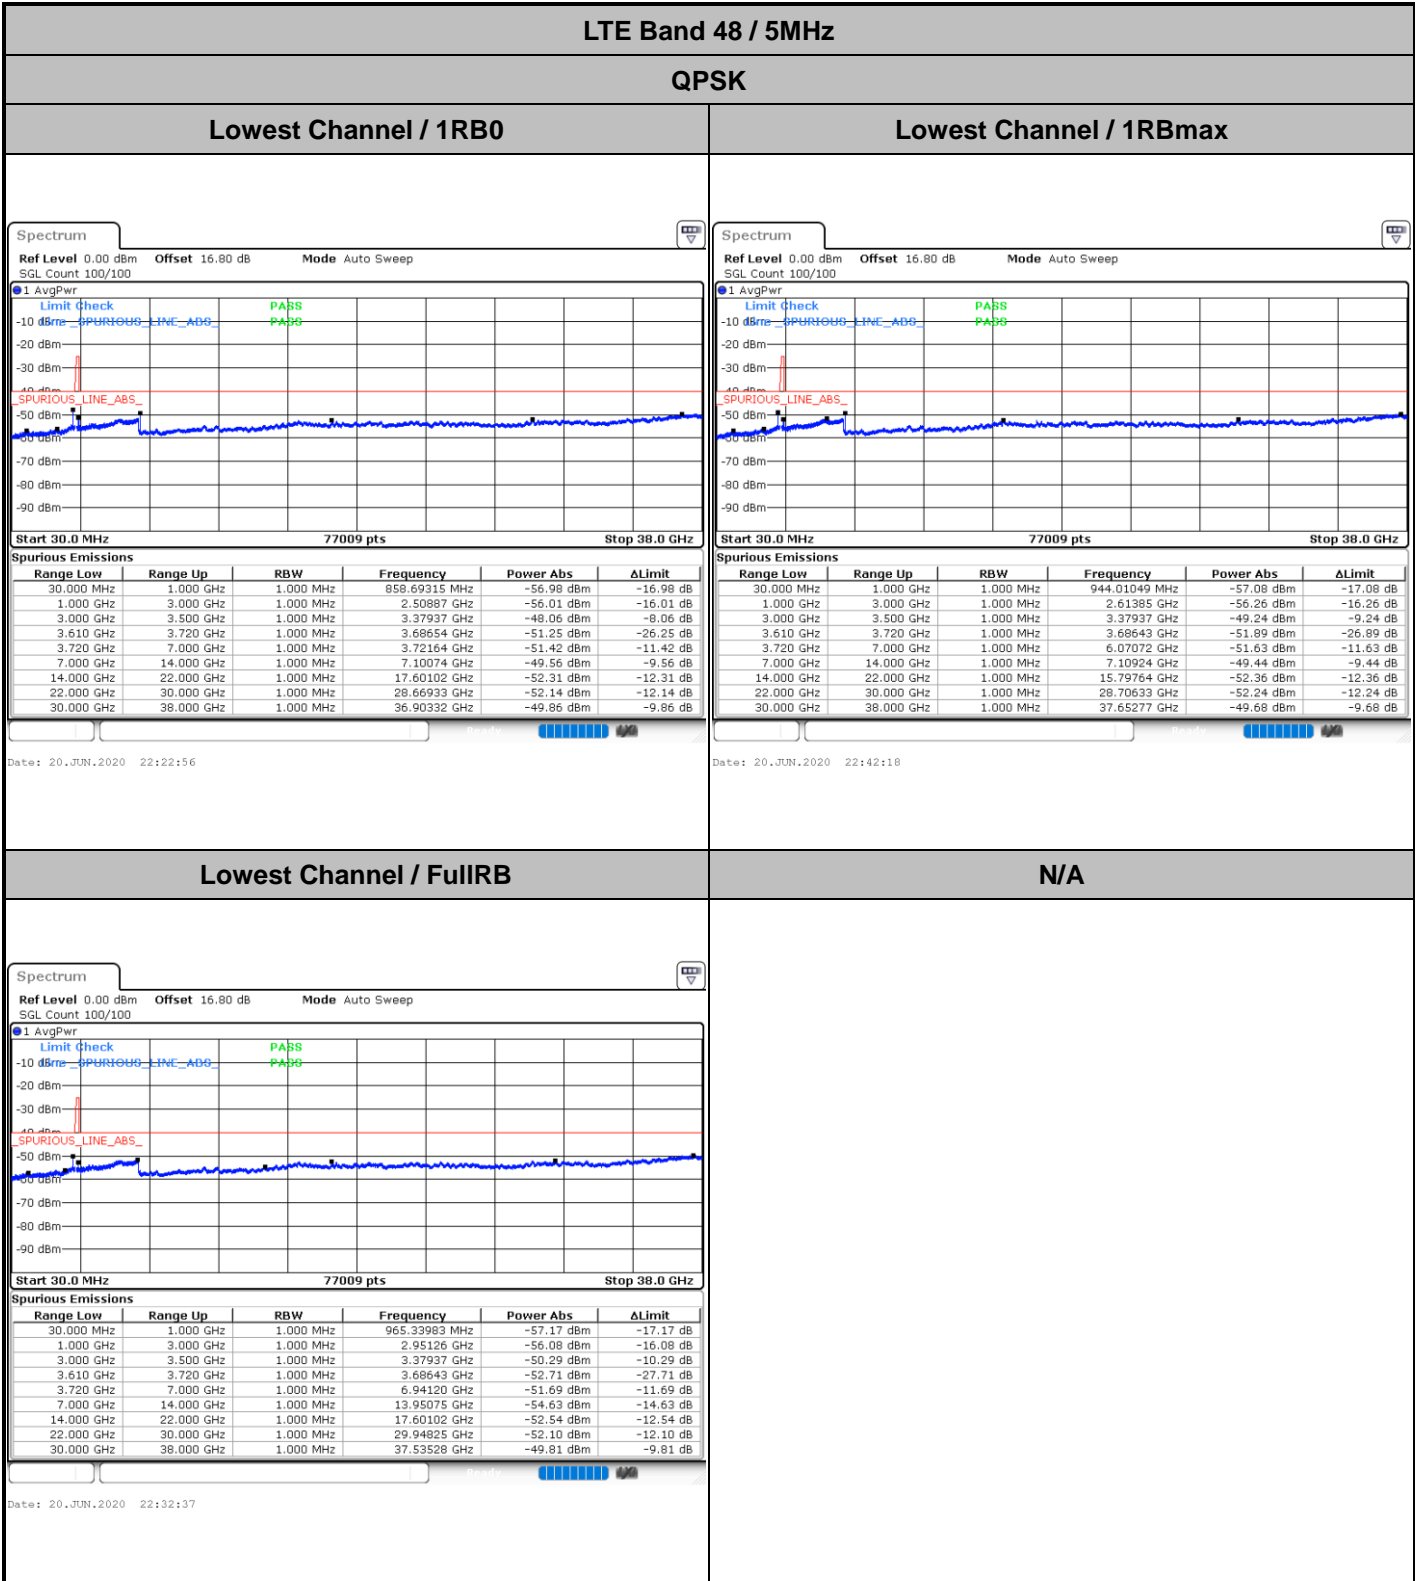 LTE Band 48 / 5MHz
QPSK
Lowest Channel / 1RB0
Lowest Channel / 1RBmax
Spectrum
Ref Level 0.00 dBm Offset 16.80 dB Mode Auto Sweep
SGL Count 100/100
1 AvgPwr
Limit Check PASS
-10 dBm _SPURIOUS_LINE_ABS_ PASS
-20 dBm
-30 dBm
-40 dBm
_SPURIOUS_LINE_ABS_
-50 dBm
-60 dBm
-70 dBm
-80 dBm
-90 dBm
Start 30.0 MHz 77009 pts Stop 38.0 GHz
Spurious Emissions
Range Low Range Up RBW Frequency Power Abs ΔLimit
30.000 MHz 1.000 GHz 1.000 MHz 858.69315 MHz -56.98 dBm -16.98 dB
1.000 GHz 3.000 GHz 1.000 MHz 2.50887 GHz -56.01 dBm -16.01 dB
3.000 GHz 3.500 GHz 1.000 MHz 3.37937 GHz -48.06 dBm -8.06 dB
3.610 GHz 3.720 GHz 1.000 MHz 3.68654 GHz -51.25 dBm -26.25 dB
3.720 GHz 7.000 GHz 1.000 MHz 3.72164 GHz -51.42 dBm -11.42 dB
7.000 GHz 14.000 GHz 1.000 MHz 7.10074 GHz -49.56 dBm -9.56 dB
14.000 GHz 22.000 GHz 1.000 MHz 17.60102 GHz -52.31 dBm -12.31 dB
22.000 GHz 30.000 GHz 1.000 MHz 28.66933 GHz -52.14 dBm -12.14 dB
30.000 GHz 38.000 GHz 1.000 MHz 36.90332 GHz -49.86 dBm -9.86 dB
Ready
Date: 20.JUN.2020 22:22:56
Spectrum
Ref Level 0.00 dBm Offset 16.80 dB Mode Auto Sweep
SGL Count 100/100
1 AvgPwr
Limit Check PASS
-10 dBm _SPURIOUS_LINE_ABS_ PASS
-20 dBm
-30 dBm
-40 dBm
_SPURIOUS_LINE_ABS_
-50 dBm
-60 dBm
-70 dBm
-80 dBm
-90 dBm
Start 30.0 MHz 77009 pts Stop 38.0 GHz
Spurious Emissions
Range Low Range Up RBW Frequency Power Abs ΔLimit
30.000 MHz 1.000 GHz 1.000 MHz 944.01049 MHz -57.08 dBm -17.08 dB
1.000 GHz 3.000 GHz 1.000 MHz 2.61385 GHz -56.26 dBm -16.26 dB
3.000 GHz 3.500 GHz 1.000 MHz 3.37937 GHz -49.24 dBm -9.24 dB
3.610 GHz 3.720 GHz 1.000 MHz 3.68643 GHz -51.89 dBm -26.89 dB
3.720 GHz 7.000 GHz 1.000 MHz 6.07072 GHz -51.63 dBm -11.63 dB
7.000 GHz 14.000 GHz 1.000 MHz 7.10924 GHz -49.44 dBm -9.44 dB
14.000 GHz 22.000 GHz 1.000 MHz 15.79764 GHz -52.36 dBm -12.36 dB
22.000 GHz 30.000 GHz 1.000 MHz 28.70633 GHz -52.24 dBm -12.24 dB
30.000 GHz 38.000 GHz 1.000 MHz 37.65277 GHz -49.68 dBm -9.68 dB
Ready
Date: 20.JUN.2020 22:42:18
Lowest Channel / FullRB
N/A
Spectrum
Ref Level 0.00 dBm Offset 16.80 dB Mode Auto Sweep
SGL Count 100/100
1 AvgPwr
Limit Check PASS
-10 dBm _SPURIOUS_LINE_ABS_ PASS
-20 dBm
-30 dBm
-40 dBm
_SPURIOUS_LINE_ABS_
-50 dBm
-60 dBm
-70 dBm
-80 dBm
-90 dBm
Start 30.0 MHz 77009 pts Stop 38.0 GHz
Spurious Emissions
Range Low Range Up RBW Frequency Power Abs ΔLimit
30.000 MHz 1.000 GHz 1.000 MHz 965.33983 MHz -57.17 dBm -17.17 dB
1.000 GHz 3.000 GHz 1.000 MHz 2.95126 GHz -56.08 dBm -16.08 dB
3.000 GHz 3.500 GHz 1.000 MHz 3.37937 GHz -50.29 dBm -10.29 dB
3.610 GHz 3.720 GHz 1.000 MHz 3.68643 GHz -52.71 dBm -27.71 dB
3.720 GHz 7.000 GHz 1.000 MHz 6.94120 GHz -51.69 dBm -11.69 dB
7.000 GHz 14.000 GHz 1.000 MHz 13.95075 GHz -54.63 dBm -14.63 dB
14.000 GHz 22.000 GHz 1.000 MHz 17.60102 GHz -52.54 dBm -12.54 dB
22.000 GHz 30.000 GHz 1.000 MHz 29.94825 GHz -52.10 dBm -12.10 dB
30.000 GHz 38.000 GHz 1.000 MHz 37.53528 GHz -49.81 dBm -9.81 dB
Ready
Date: 20.JUN.2020 22:32:37